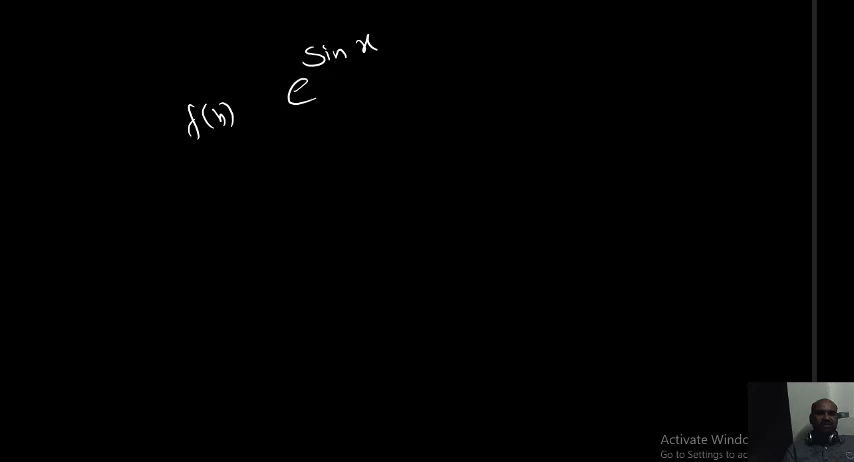 f(x) e^sin x
Activate Windo
Go to Settings to ac